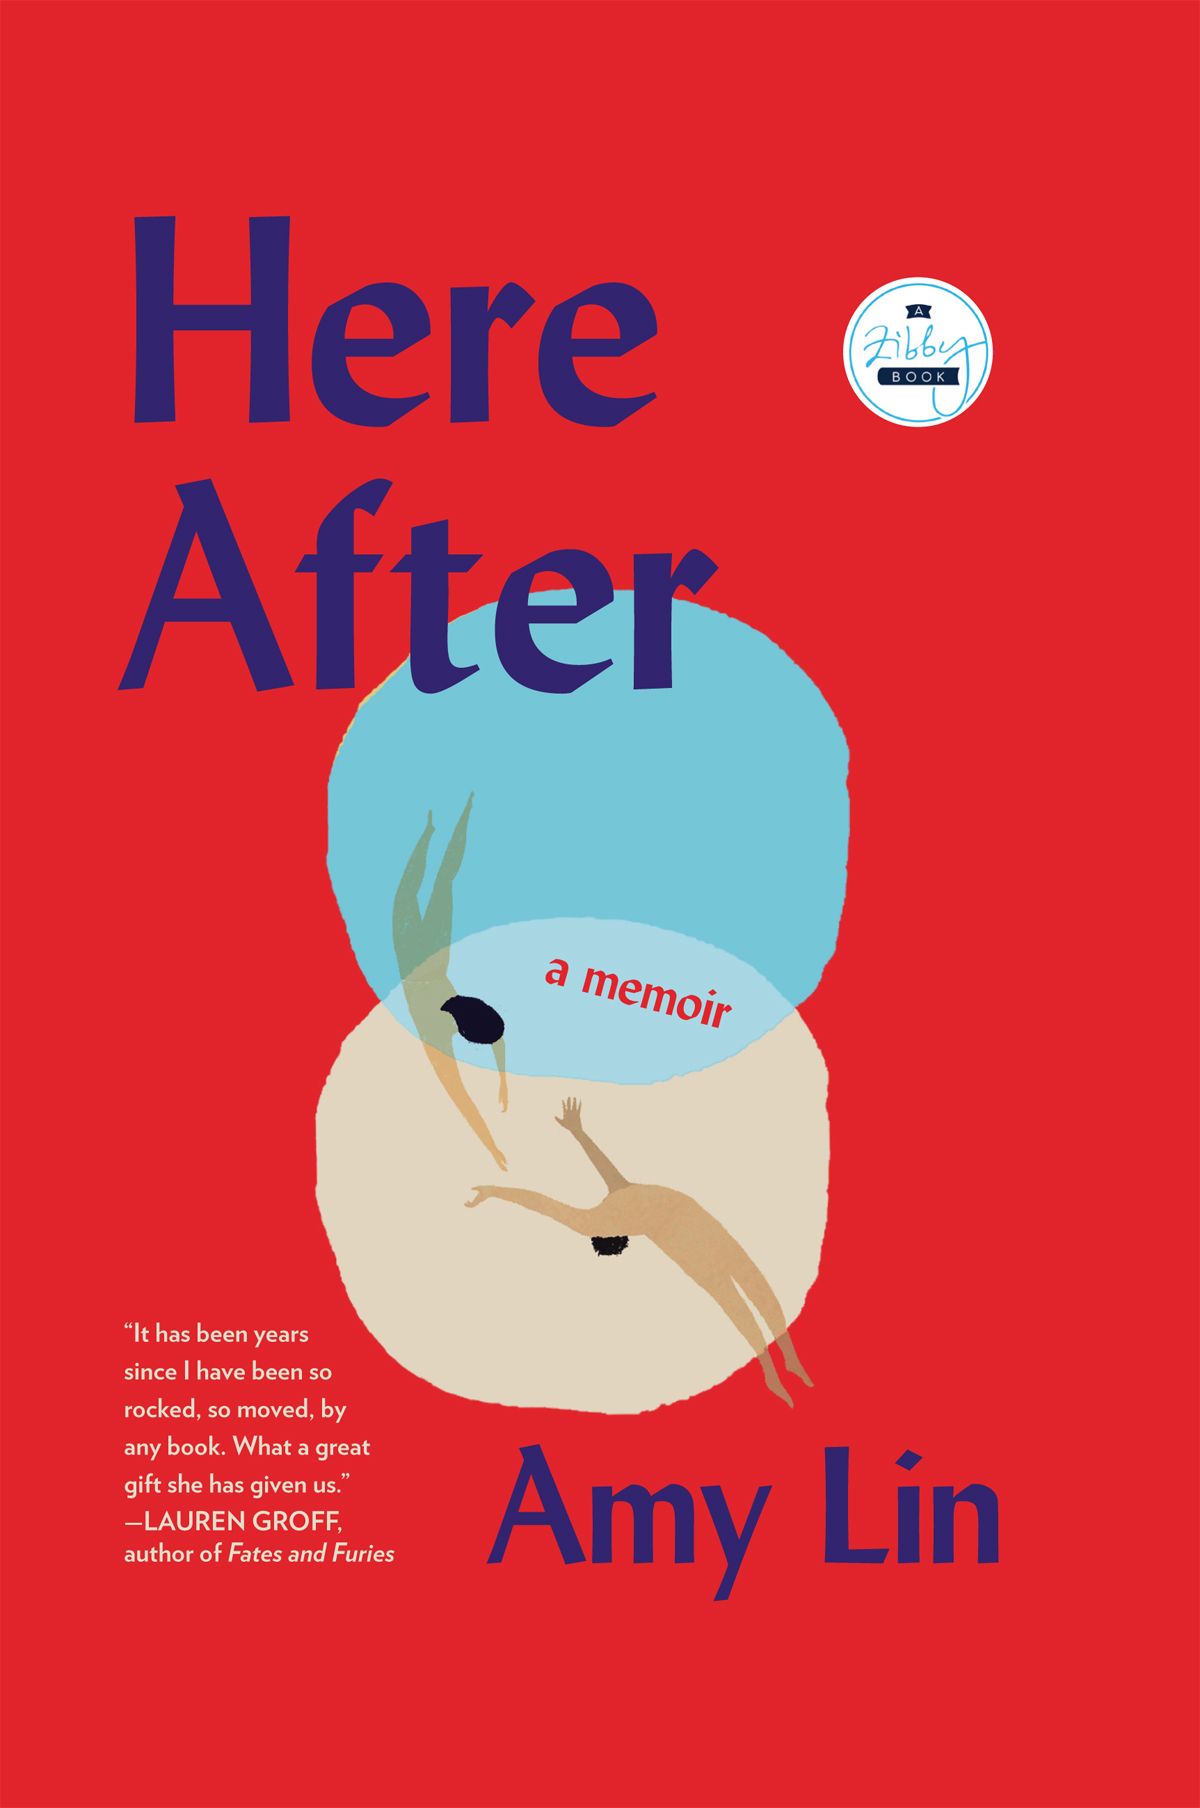 Here
After
A
Zibby
BOOK
a memoir
“It has been years
since I have been so
rocked, so moved, by
any book. What a great
gift she has given us.”
—LAUREN GROFF,
author of Fates and Furies
Amy Lin